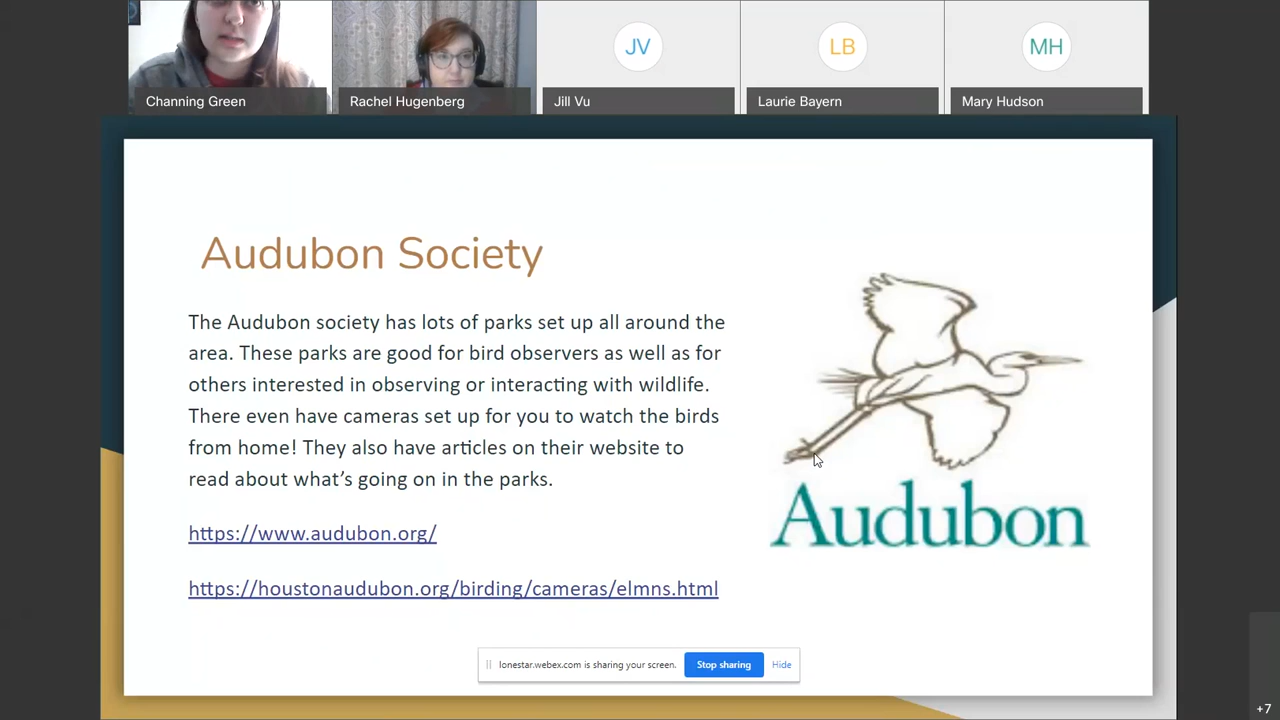 JV
LB
MH
Channing Green
Rachel Hugenberg
Jill Vu
Laurie Bayern
Mary Hudson
Audubon Society
The Audubon society has lots of parks set up all around the
area. These parks are good for bird observers as well as for
others interested in observing or interacting with wildlife.
There even have cameras set up for you to watch the birds
from home! They also have articles on their website to
read about what's going on in the parks.
https://www.audubon.org/
https://houstonaudubon.org/birding/cameras/elmns.html
Audubon
lonestar.webex.com is sharing your screen.
Stop sharing
Hide
+7